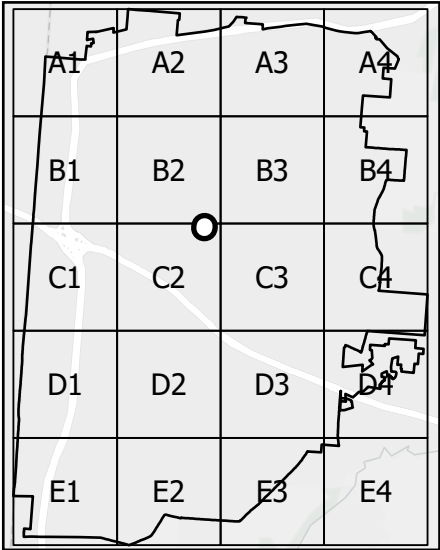 A1 A2 A3 A4
B1 B2 B3 B4
C1 C2 C3 C4
D1 D2 D3 D4
E1 E2 E3 E4